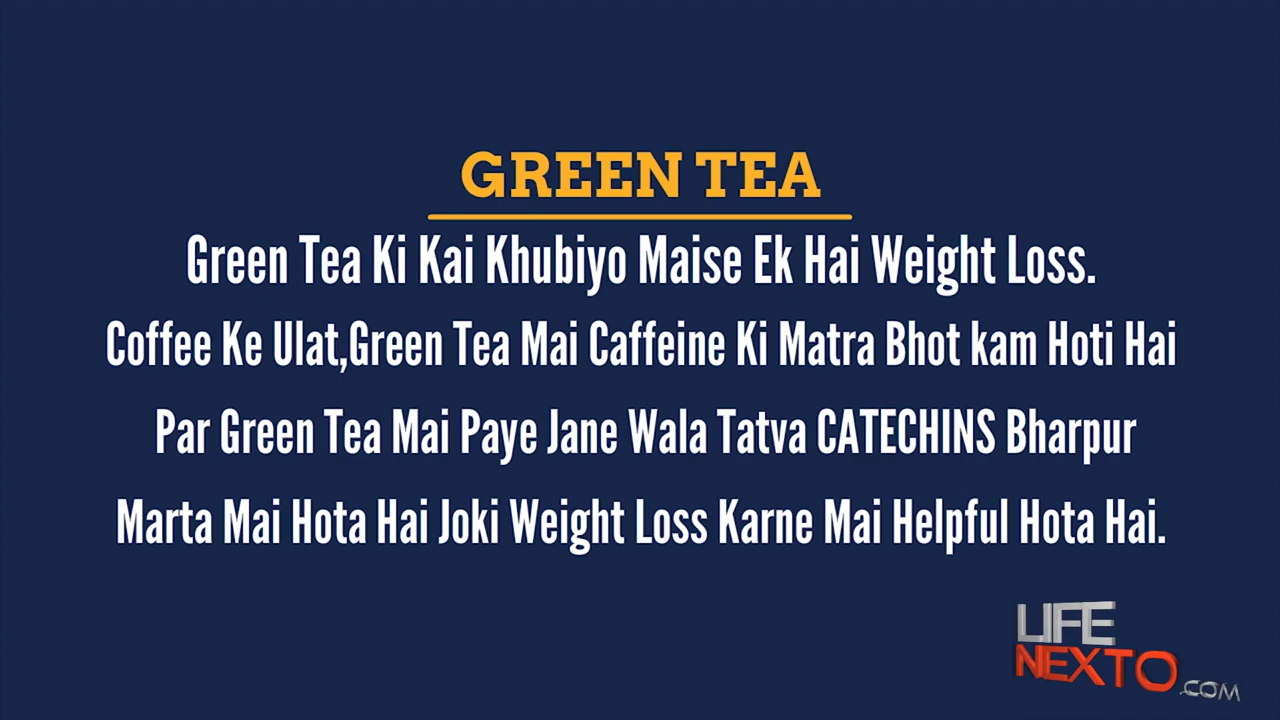 GREEN TEA
Green Tea Ki Kai Khubiyo Maise Ek Hai Weight Loss.
Coffee Ke Ulat,Green Tea Mai Caffeine Ki Matra Bhot kam Hoti Hai
Par Green Tea Mai Paye Jane Wala Tatva CATECHINS Bharpur
Marta Mai Hota Hai Joki Weight Loss Karne Mai Helpful Hota Hai.
LIFE
NEXTO.COM